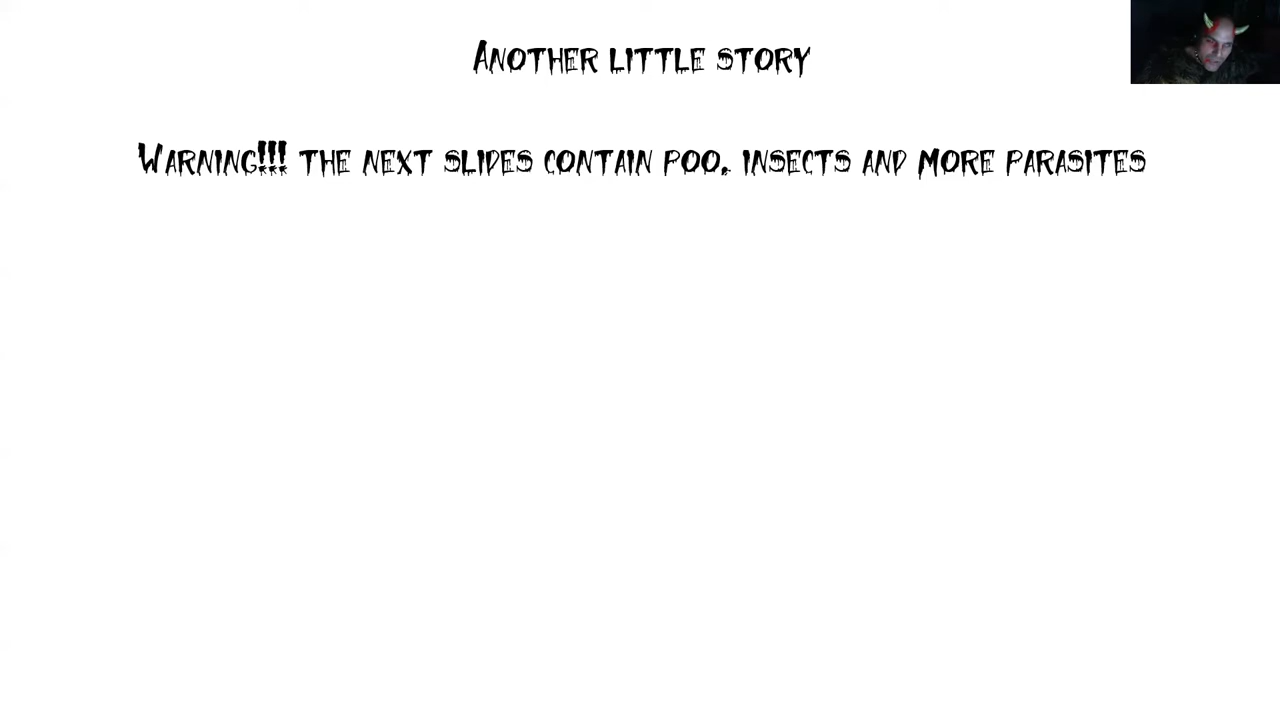 Another little story
Warning!!! the next slides contain poo, insects and more parasites